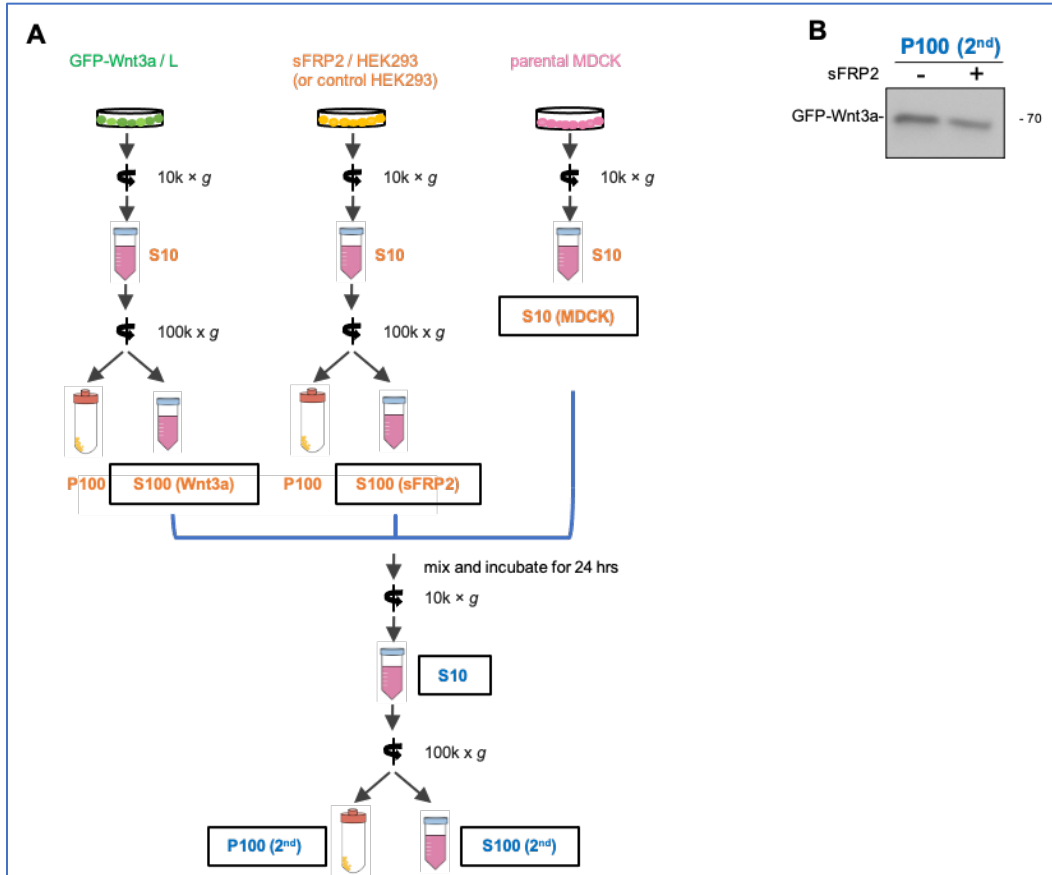 A
GFP-Wnt3a / L
sFRP2 / HEK293
(or control HEK293)
parental MDCK
10k × g
10k × g
10k × g
S10
S10
S10
S10 (MDCK)
100k x g
100k x g
P100
S100 (Wnt3a)
P100
S100 (sFRP2)
mix and incubate for 24 hrs
10k × g
S10
100k x g
P100 (2nd)
S100 (2nd)
B
P100 (2nd)
sFRP2 - +
GFP-Wnt3a-
- 70